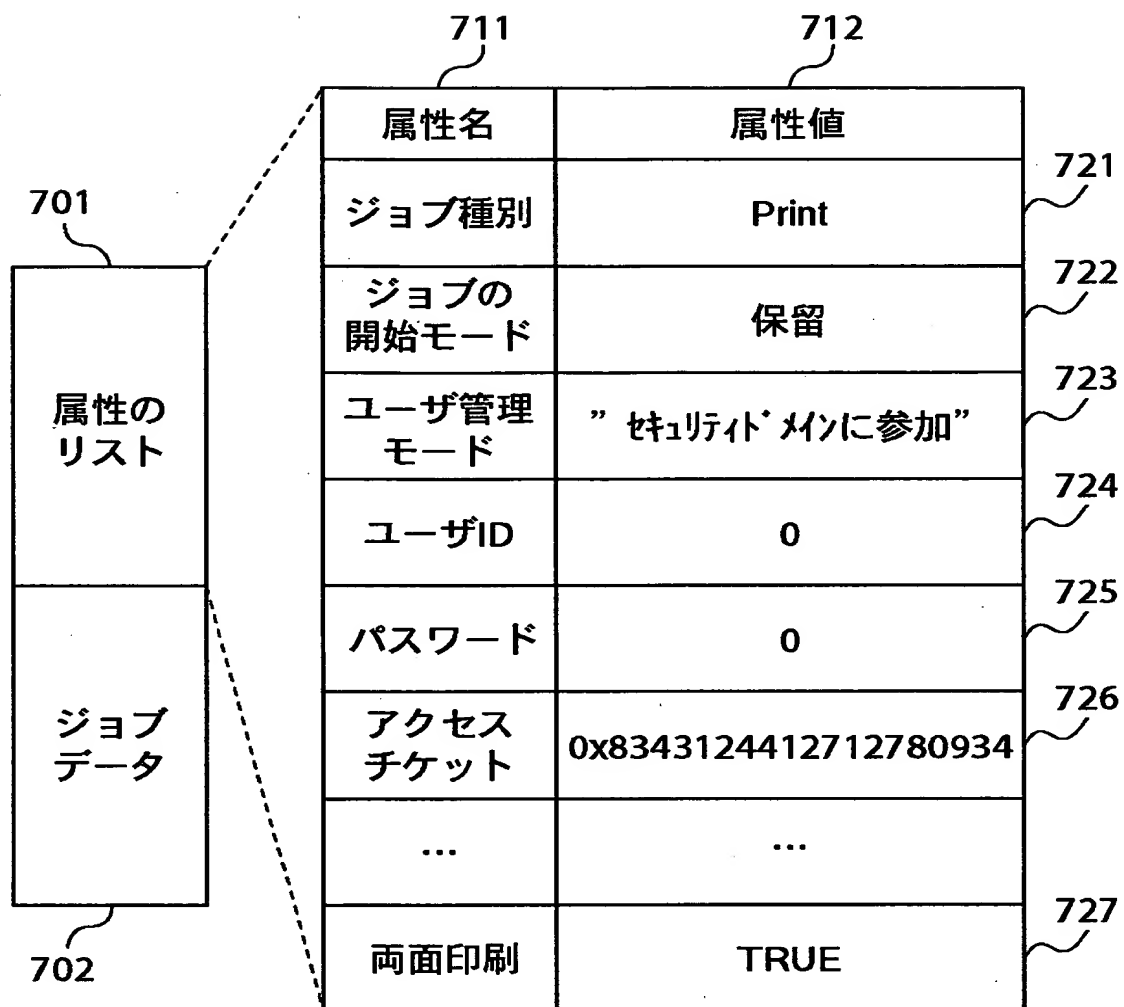 711
712
属性名
属性値
721
701
ジョブ種別
Print
722
ジョブの
開始モード
保留
723
属性の
リスト
ユーザ管理
モード
” ｾｷｭﾘﾃｨﾄﾞﾒｲﾝに参加”
724
ユーザID
0
725
パスワード
0
726
ジョブ
データ
アクセス
チケット
0x8343124412712780934
...
...
727
702
両面印刷
TRUE